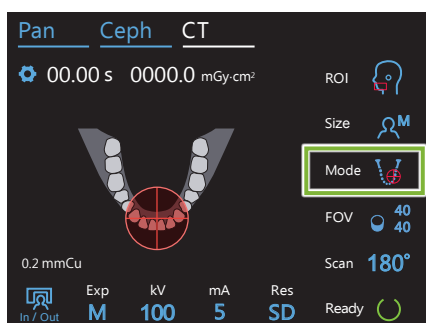 Pan Ceph CT
00.00 s 0000.0 mGy·cm²
ROI
Size M
Mode
FOV 40 40
0.2 mmCu
Scan 180°
Exp kV mA Res
In / Out M 100 5 SD
Ready